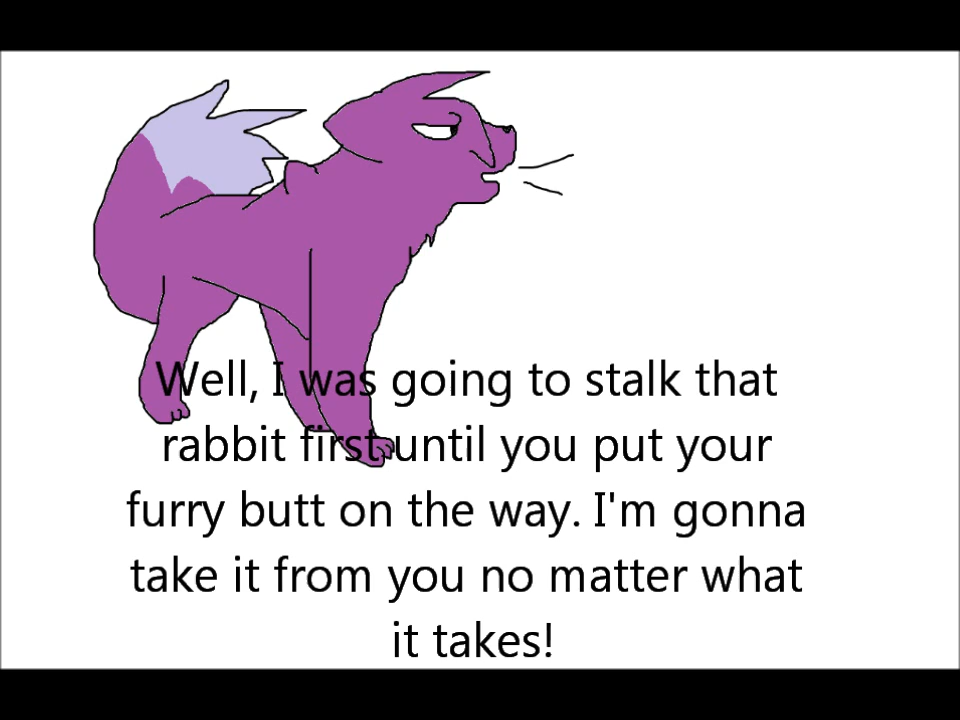 Well, I was going to stalk that
rabbit first until you put your
furry butt on the way. I'm gonna
take it from you no matter what
it takes!